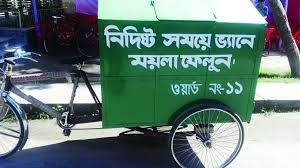 নিদিষ্ট সময়ে ভ্যানে
ময়লা ফেলুন
ওয়ার্ড নং-১১